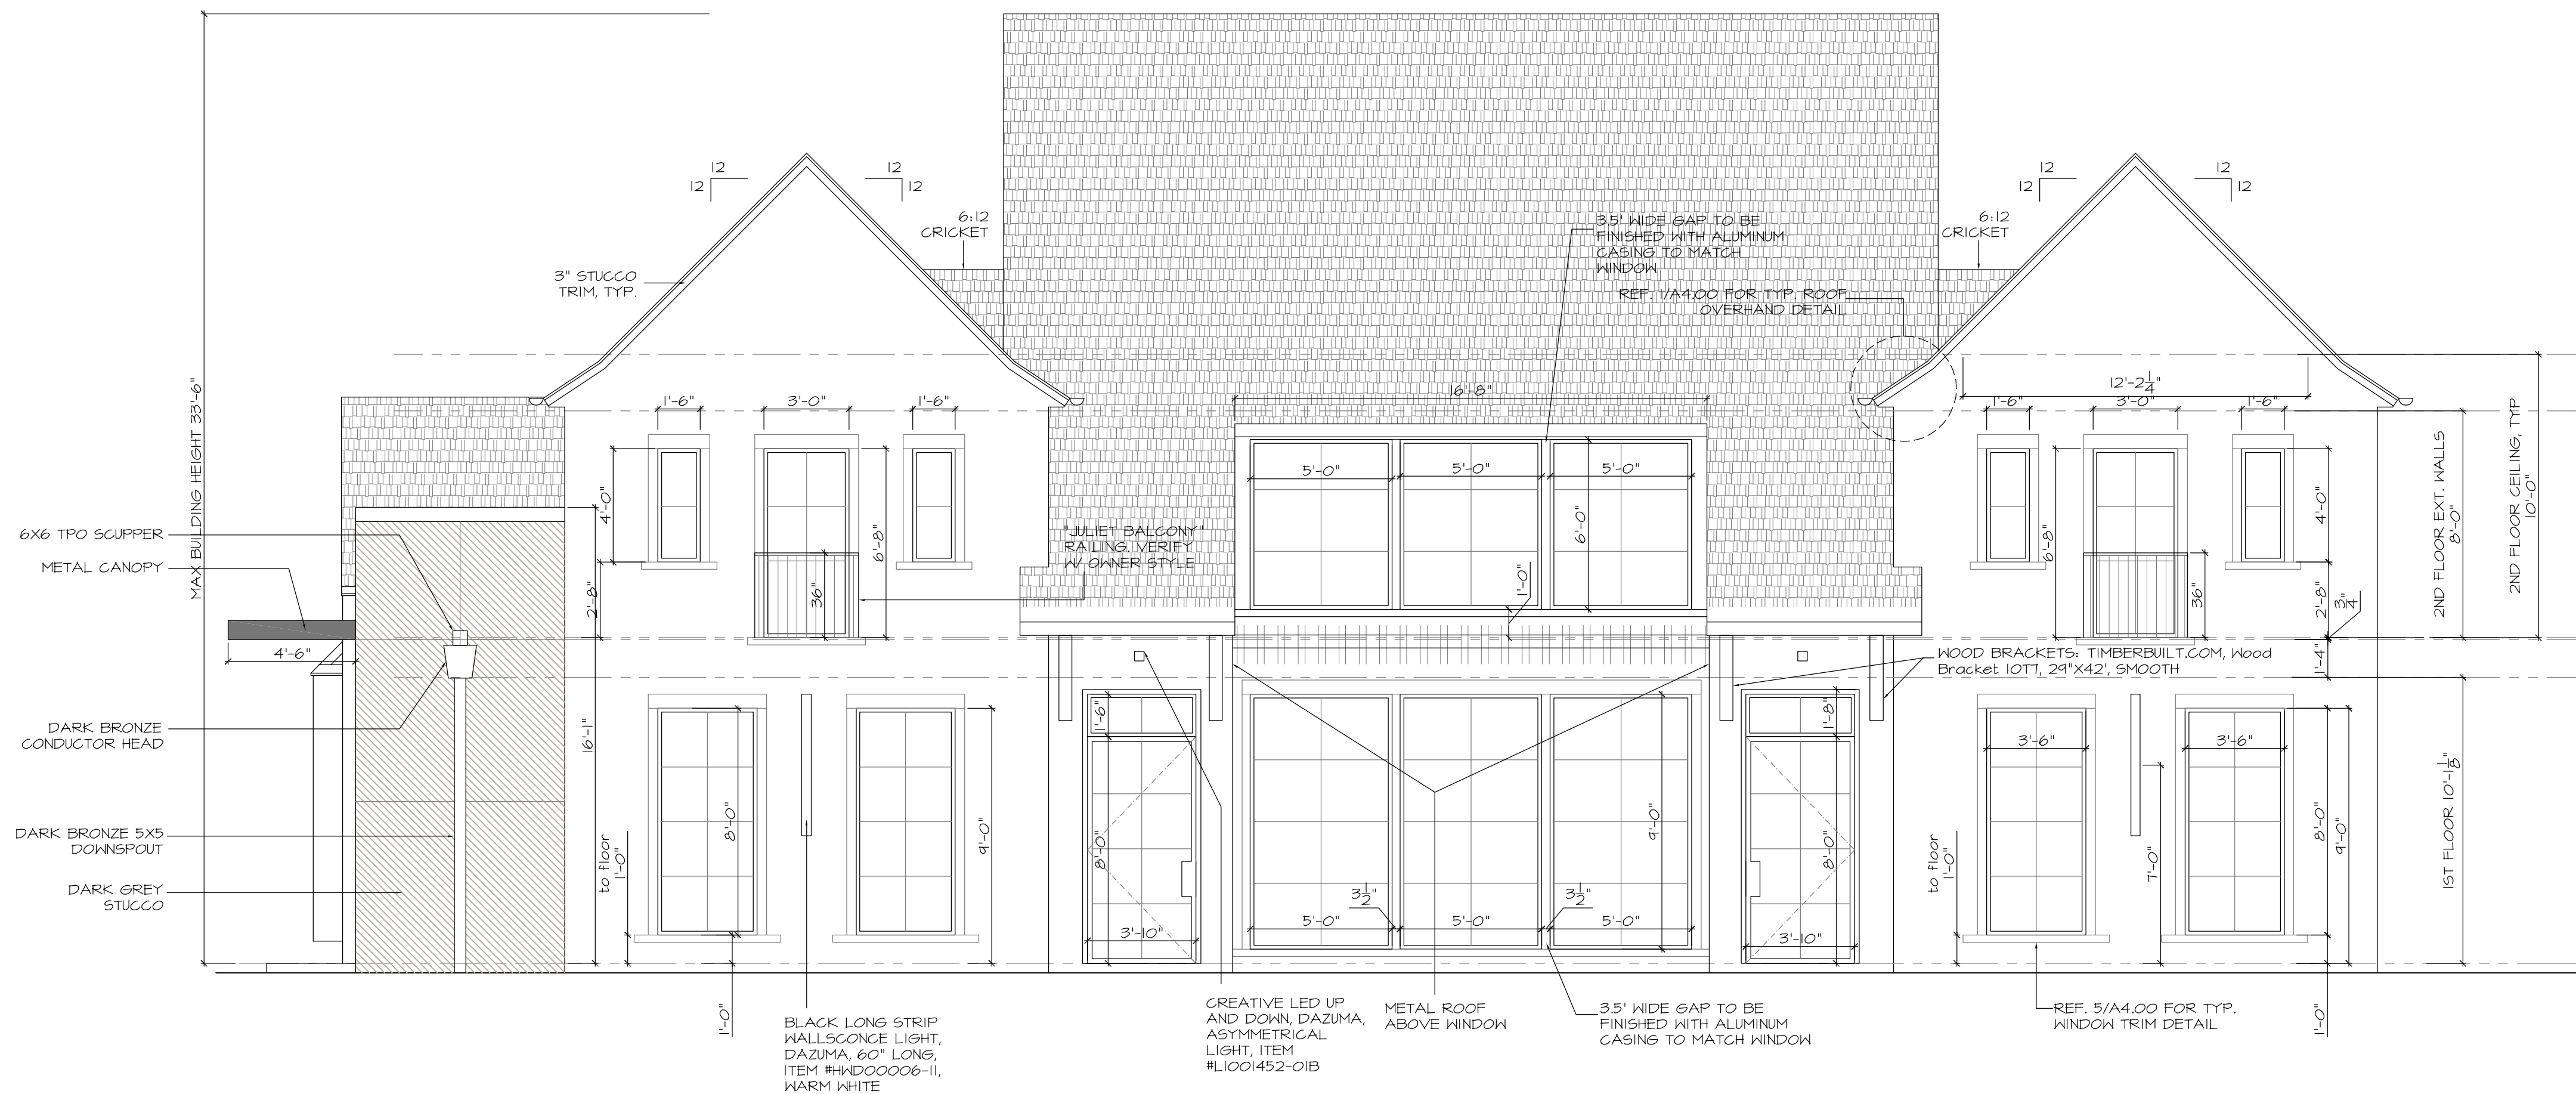 MAX BUILDING HEIGHT 33'-6"
12
12
12
12
6:12
CRICKET
3" STUCCO
TRIM, TYP.
3.5' WIDE GAP TO BE
FINISHED WITH ALUMINUM
CASING TO MATCH
WINDOW
REF. 1/A4.00 FOR TYP. ROOF
OVERHAND DETAIL
12
12
12
12
6:12
CRICKET
1'-6"
3'-0"
1'-6"
16'-8"
12'-2 1/4"
1'-6"
3'-0"
1'-6"
4'-0"
2'-8"
36"
6'-8"
"JULIET BALCONY"
RAILING. VERIFY
W/ OWNER STYLE
5'-0"
5'-0"
5'-0"
6'-0"
1'-0"
6'-8"
36"
4'-0"
2'-8"
3/4"
1'-4"
2ND FLOOR EXT. WALLS
8'-0"
2ND FLOOR CEILING, TYP
10'-0"
6X6 TPO SCUPPER
METAL CANOPY
4'-6"
DARK BRONZE
CONDUCTOR HEAD
DARK BRONZE 5X5
DOWNSPOUT
DARK GREY
STUCCO
16'-1"
to floor
1'-0"
8'-0"
9'-0"
1'-0"
1'-6"
8'-0"
3'-10"
3 1/2"
3 1/2"
5'-0"
5'-0"
5'-0"
9'-0"
1'-8"
8'-0"
3'-10"
WOOD BRACKETS: TIMBERBUILT.COM, Wood
Bracket 10T7, 29"X42', SMOOTH
to floor
1'-0"
3'-6"
3'-6"
7'-0"
8'-0"
9'-0"
1'-0"
1ST FLOOR 10'-1 1/8"
BLACK LONG STRIP
WALLSCONCE LIGHT,
DAZUMA, 60" LONG,
ITEM #HWD00006-11,
WARM WHITE
CREATIVE LED UP
AND DOWN, DAZUMA,
ASYMMETRICAL
LIGHT, ITEM
#L1001452-01B
METAL ROOF
ABOVE WINDOW
3.5' WIDE GAP TO BE
FINISHED WITH ALUMINUM
CASING TO MATCH WINDOW
REF. 5/A4.00 FOR TYP.
WINDOW TRIM DETAIL